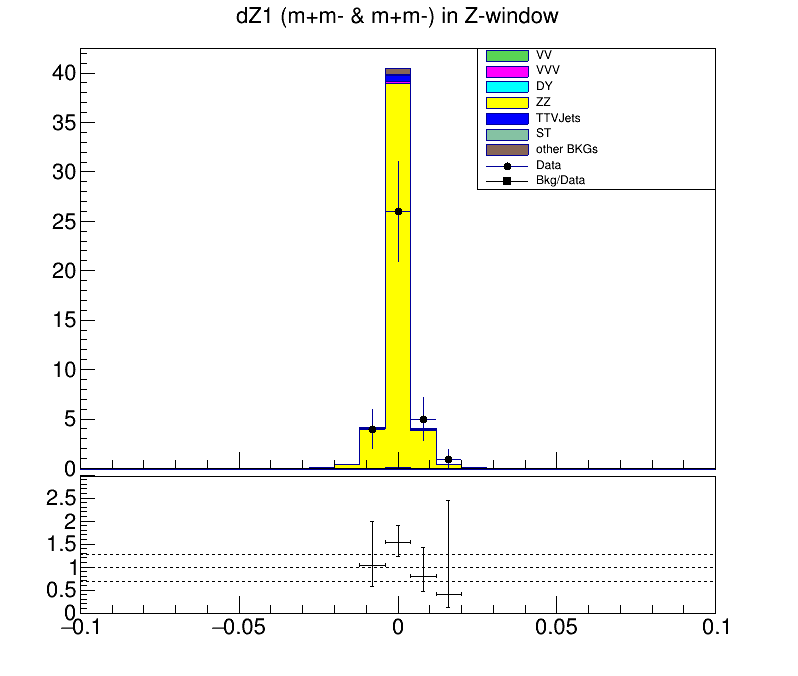 dZ1 (m+m- & m+m-) in Z-window
VV
VVV
DY
ZZ
TTVJets
ST
other BKGs
Data
Bkg/Data
40
35
30
25
20
15
10
5
0
2.5
2
1.5
1
0.5
0
−0.1 −0.05 0 0.05 0.1